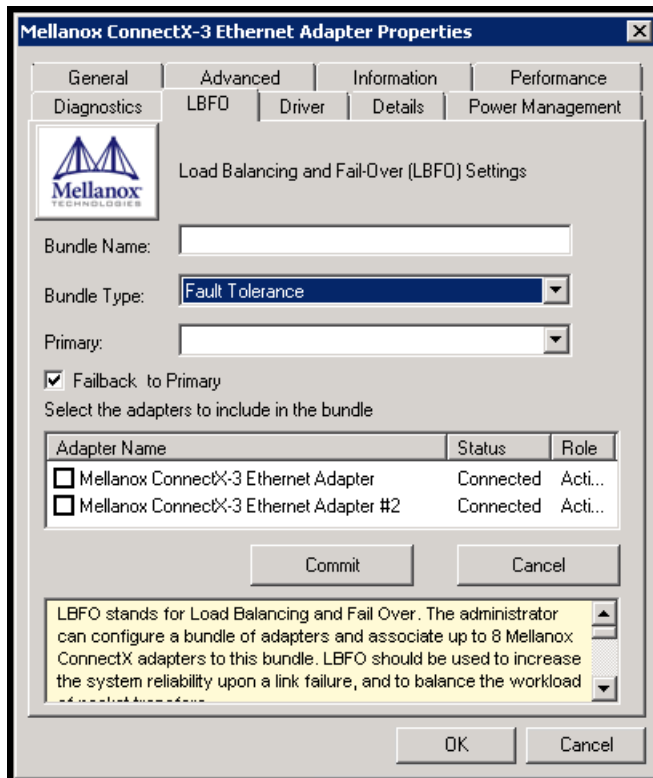 Mellanox ConnectX-3 Ethernet Adapter Properties
General Advanced Information Performance
Diagnostics LBFO Driver Details Power Management
Mellanox
TECHNOLOGIES
Load Balancing and Fail-Over (LBFO) Settings
Bundle Name:
Bundle Type: Fault Tolerance
Primary:
Failback to Primary
Select the adapters to include in the bundle
Adapter Name Status Role
Mellanox ConnectX-3 Ethernet Adapter Connected Acti...
Mellanox ConnectX-3 Ethernet Adapter #2 Connected Acti...
Commit Cancel
LBFO stands for Load Balancing and Fail Over. The administrator
can configure a bundle of adapters and associate up to 8 Mellanox
ConnectX adapters to this bundle. LBFO should be used to increase
the system reliability upon a link failure, and to balance the workload
of packet transfers
OK Cancel